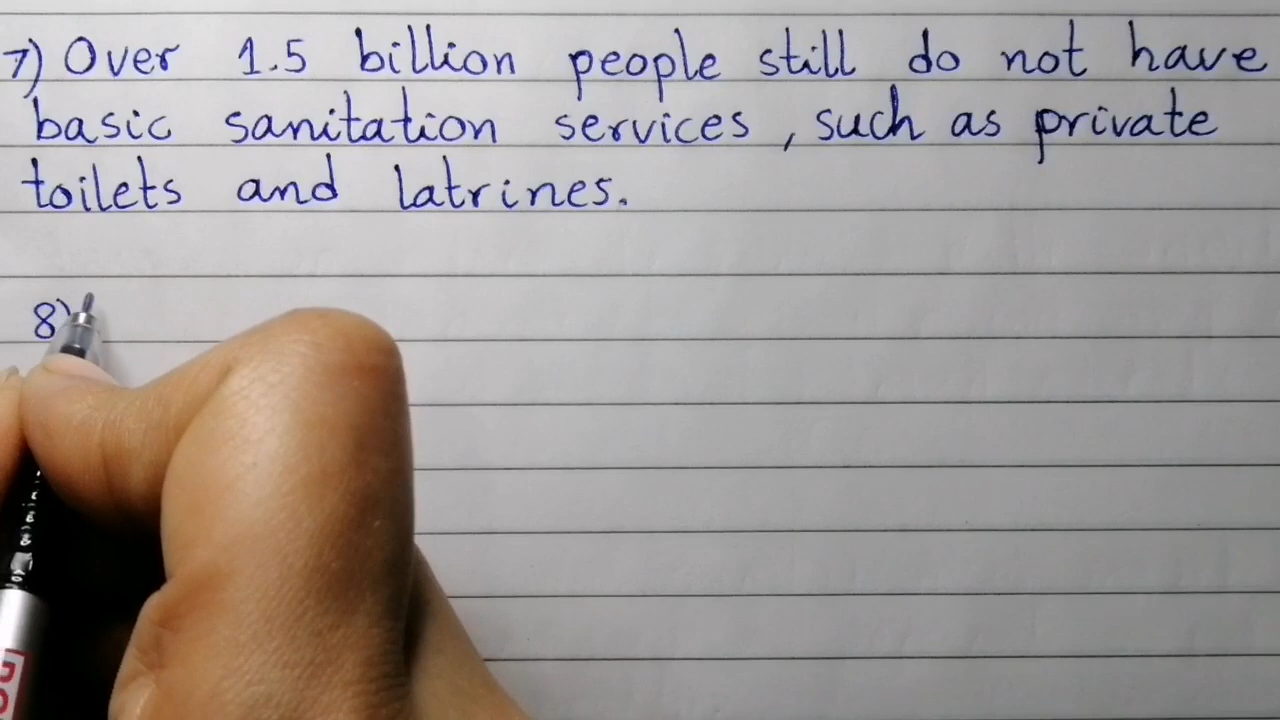 7) Over 1.5 billion people still do not have
basic sanitation services, such as private
toilets and latrines.
8)